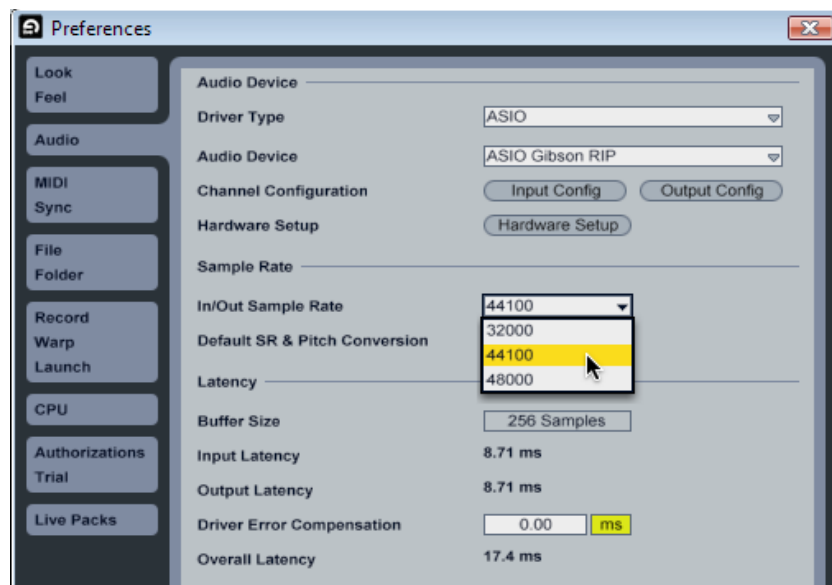 Preferences
Look
Feel
Audio
MIDI
Sync
File
Folder
Record
Warp
Launch
CPU
Authorizations
Trial
Live Packs
Audio Device
Driver Type ASIO
Audio Device ASIO Gibson RIP
Channel Configuration Input Config Output Config
Hardware Setup Hardware Setup
Sample Rate
In/Out Sample Rate 44100
32000
Default SR & Pitch Conversion
44100
48000
Latency
Buffer Size 256 Samples
Input Latency 8.71 ms
Output Latency 8.71 ms
Driver Error Compensation 0.00 ms
Overall Latency 17.4 ms